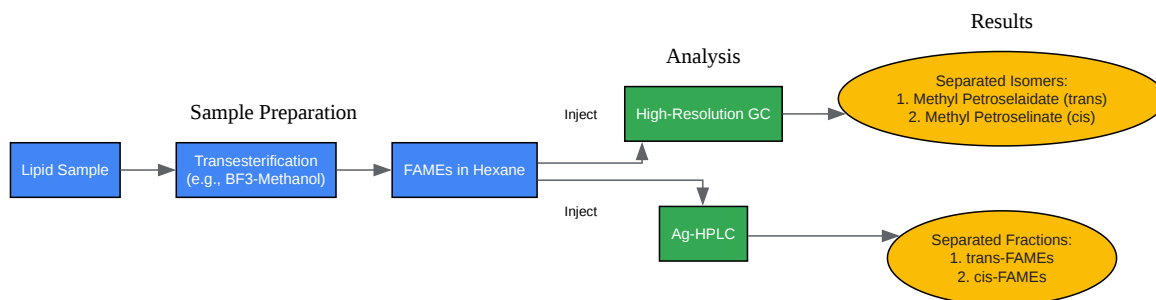 Results
Analysis
Sample Preparation
Separated Isomers:
1. Methyl Petroselaidate (trans)
2. Methyl Petroselinate (cis)
Inject
High-Resolution GC
Lipid Sample
Transesterification
(e.g., BF3-Methanol)
FAMEs in Hexane
Inject
Ag-HPLC
Separated Fractions:
1. trans-FAMEs
2. cis-FAMEs